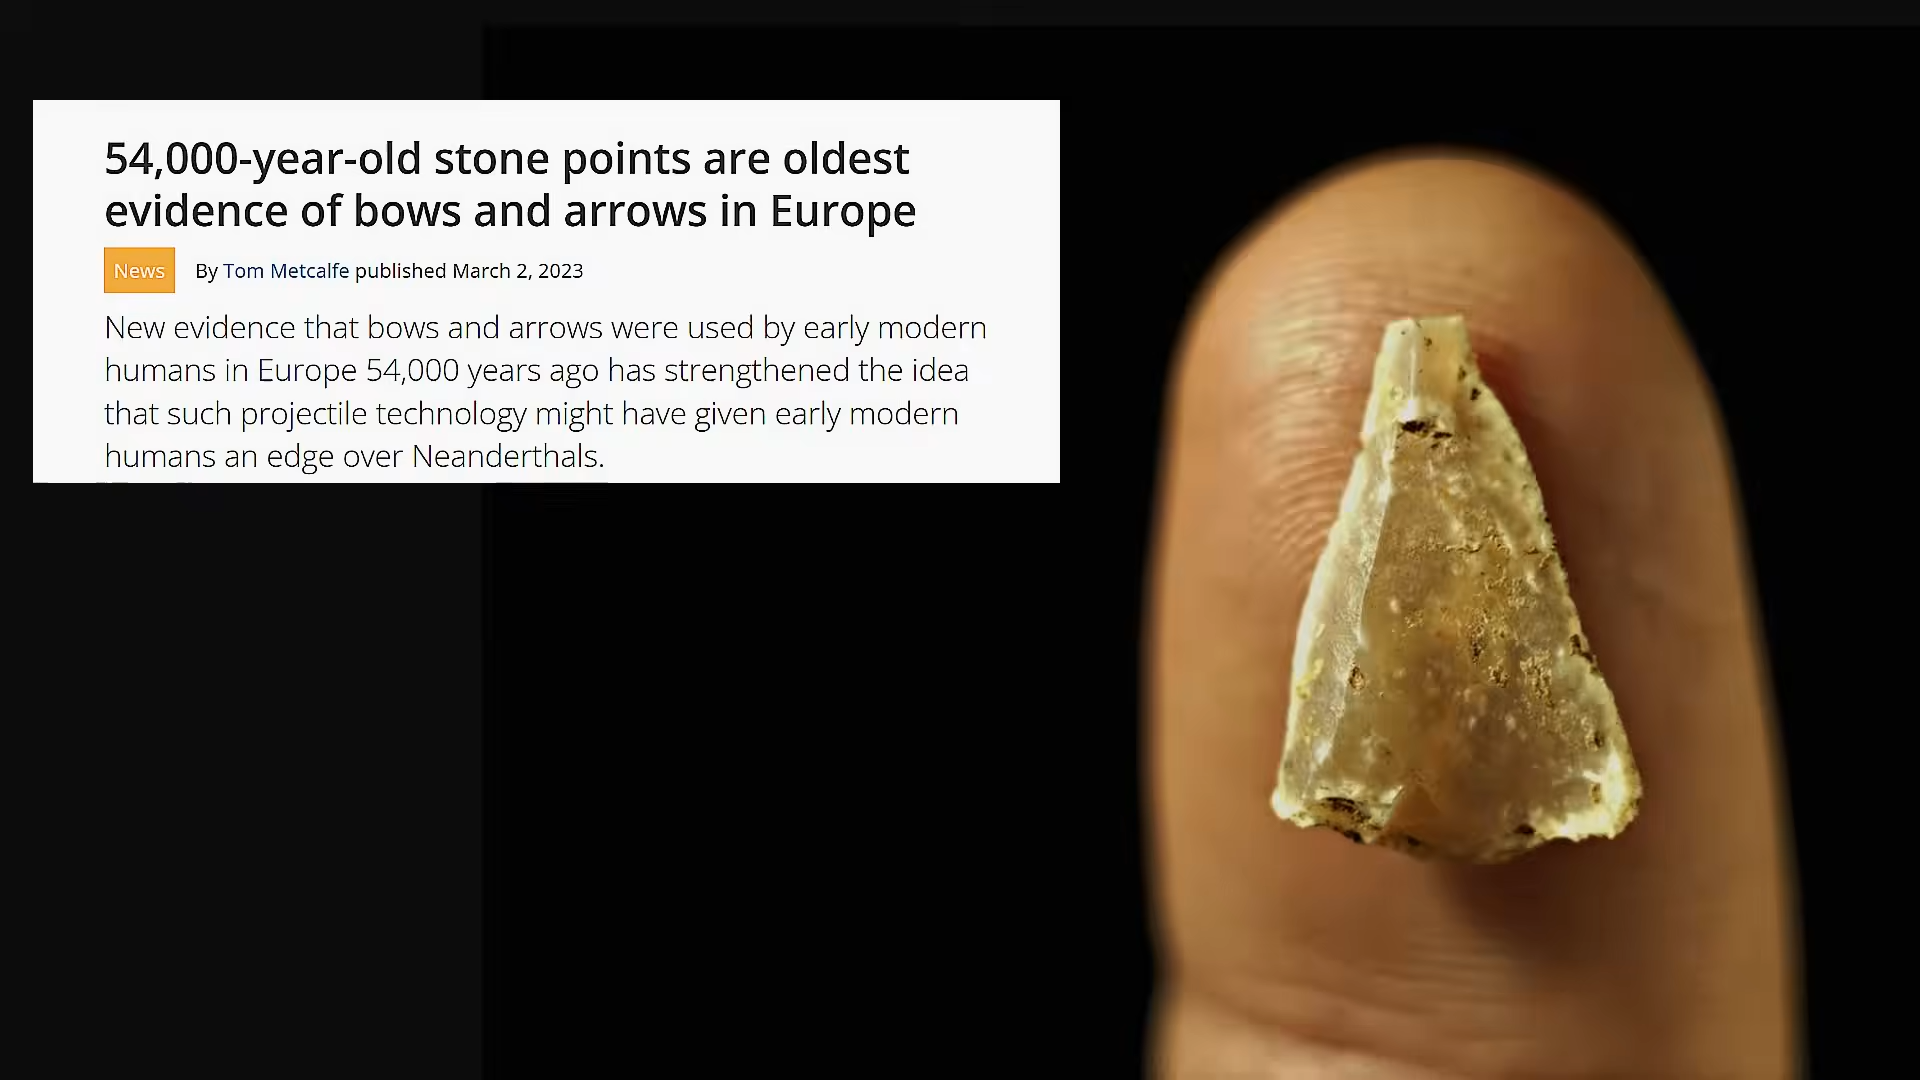 54,000-year-old stone points are oldest
evidence of bows and arrows in Europe
News By Tom Metcalfe published March 2, 2023
New evidence that bows and arrows were used by early modern
humans in Europe 54,000 years ago has strengthened the idea
that such projectile technology might have given early modern
humans an edge over Neanderthals.